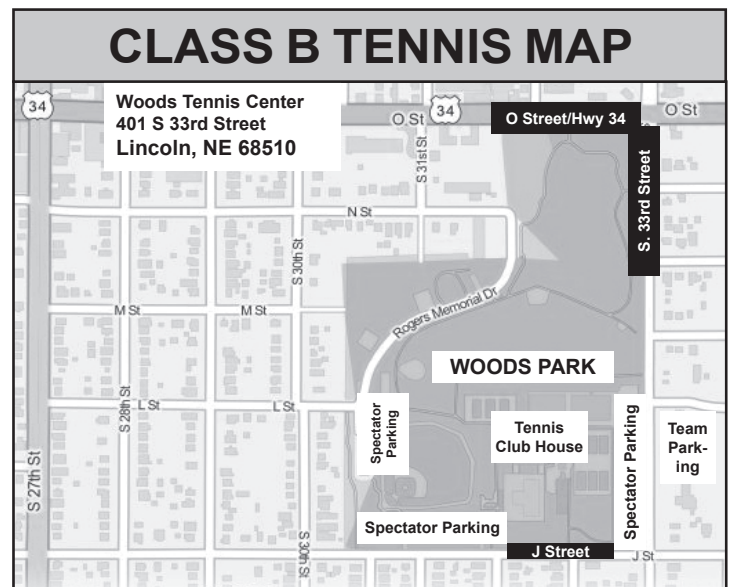 CLASS B TENNIS MAP
34
Woods Tennis Center
401 S 33rd Street
Lincoln, NE 68510
O St
34
O Street/Hwy 34
O St
S 31st St
S. 33rd Street
N St
S 30th St
Rogers Memorial Dr
M St
M St
WOODS PARK
S 28th St
L St
L St
Spectator
Parking
Tennis
Club House
Spectator Parking
Team
Park-
ing
S 27th St
Spectator Parking
S 30th St
J Street
J St